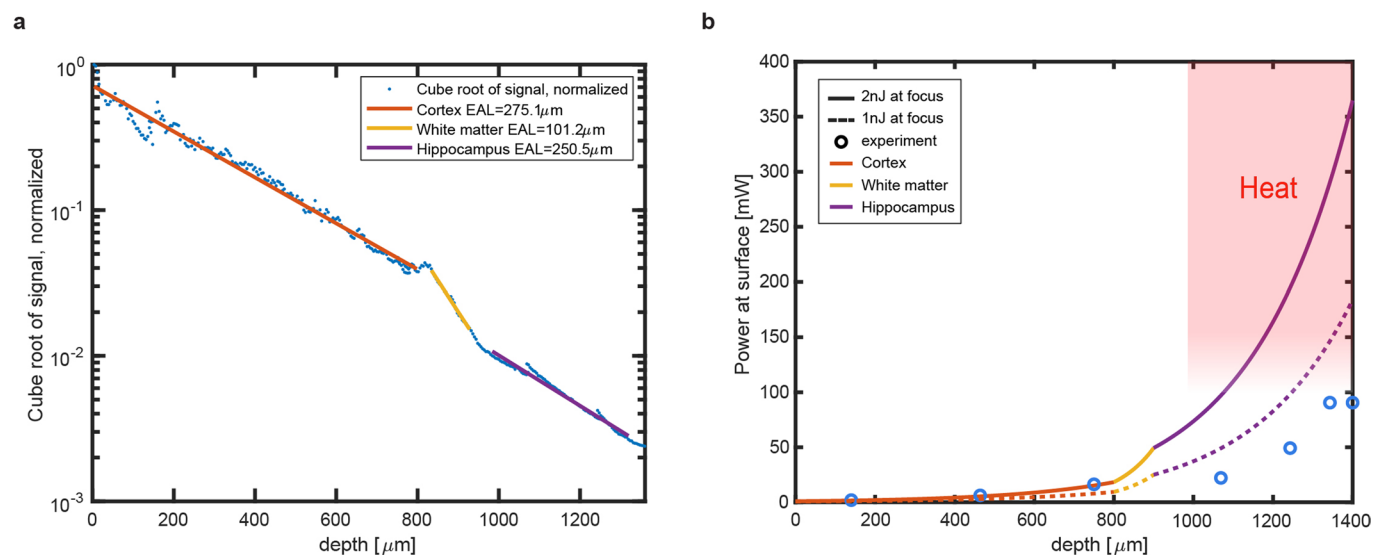 a
Cube root of signal, normalized
10⁰
10⁻¹
10⁻²
10⁻³
0 200 400 600 800 1000 1200
depth [ μm]
Cube root of signal, normalized
Cortex EAL=275.1μm
White matter EAL=101.2μm
Hippocampus EAL=250.5μm
b
Power at surface [mW]
400
350
300
250
200
150
100
50
0
0 200 400 600 800 1000 1200 1400
depth [ μm]
2nJ at focus
1nJ at focus
experiment
Cortex
White matter
Hippocampus
Heat